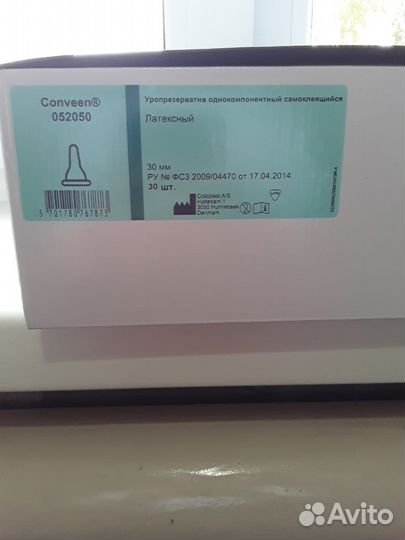 Conveen®
052050
Уропрезерватив однокомпонентный самоклеящийся
Латексный
30 мм
РУ № ФСЗ 2009/04470 от 17.04.2014
30 шт.
Coloplast A/S
Holtedam 1
3050 Humlebaek
Denmark
5 701780 767873
Avito